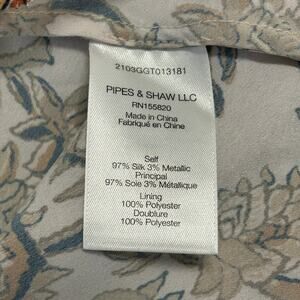 2103GGT013181
PIPES & SHAW LLC
RN155820
Made in China
Fabriqué en Chine
Self
97% Silk 3% Metallic
Principal
97% Soie 3% Métallique
Lining
100% Polyester
Doublure
100% Polyester